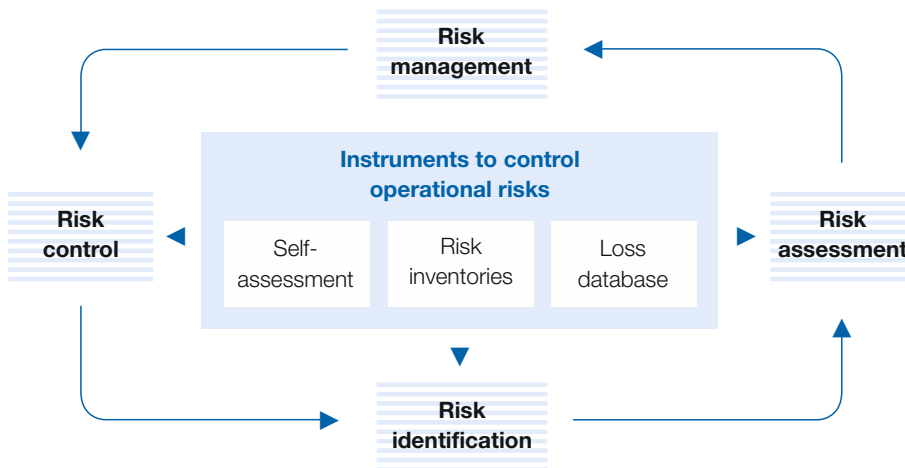 Risk
management
Instruments to control
operational risks
Risk
control
Self-
assessment
Risk
inventories
Loss
database
Risk
assessment
Risk
identification